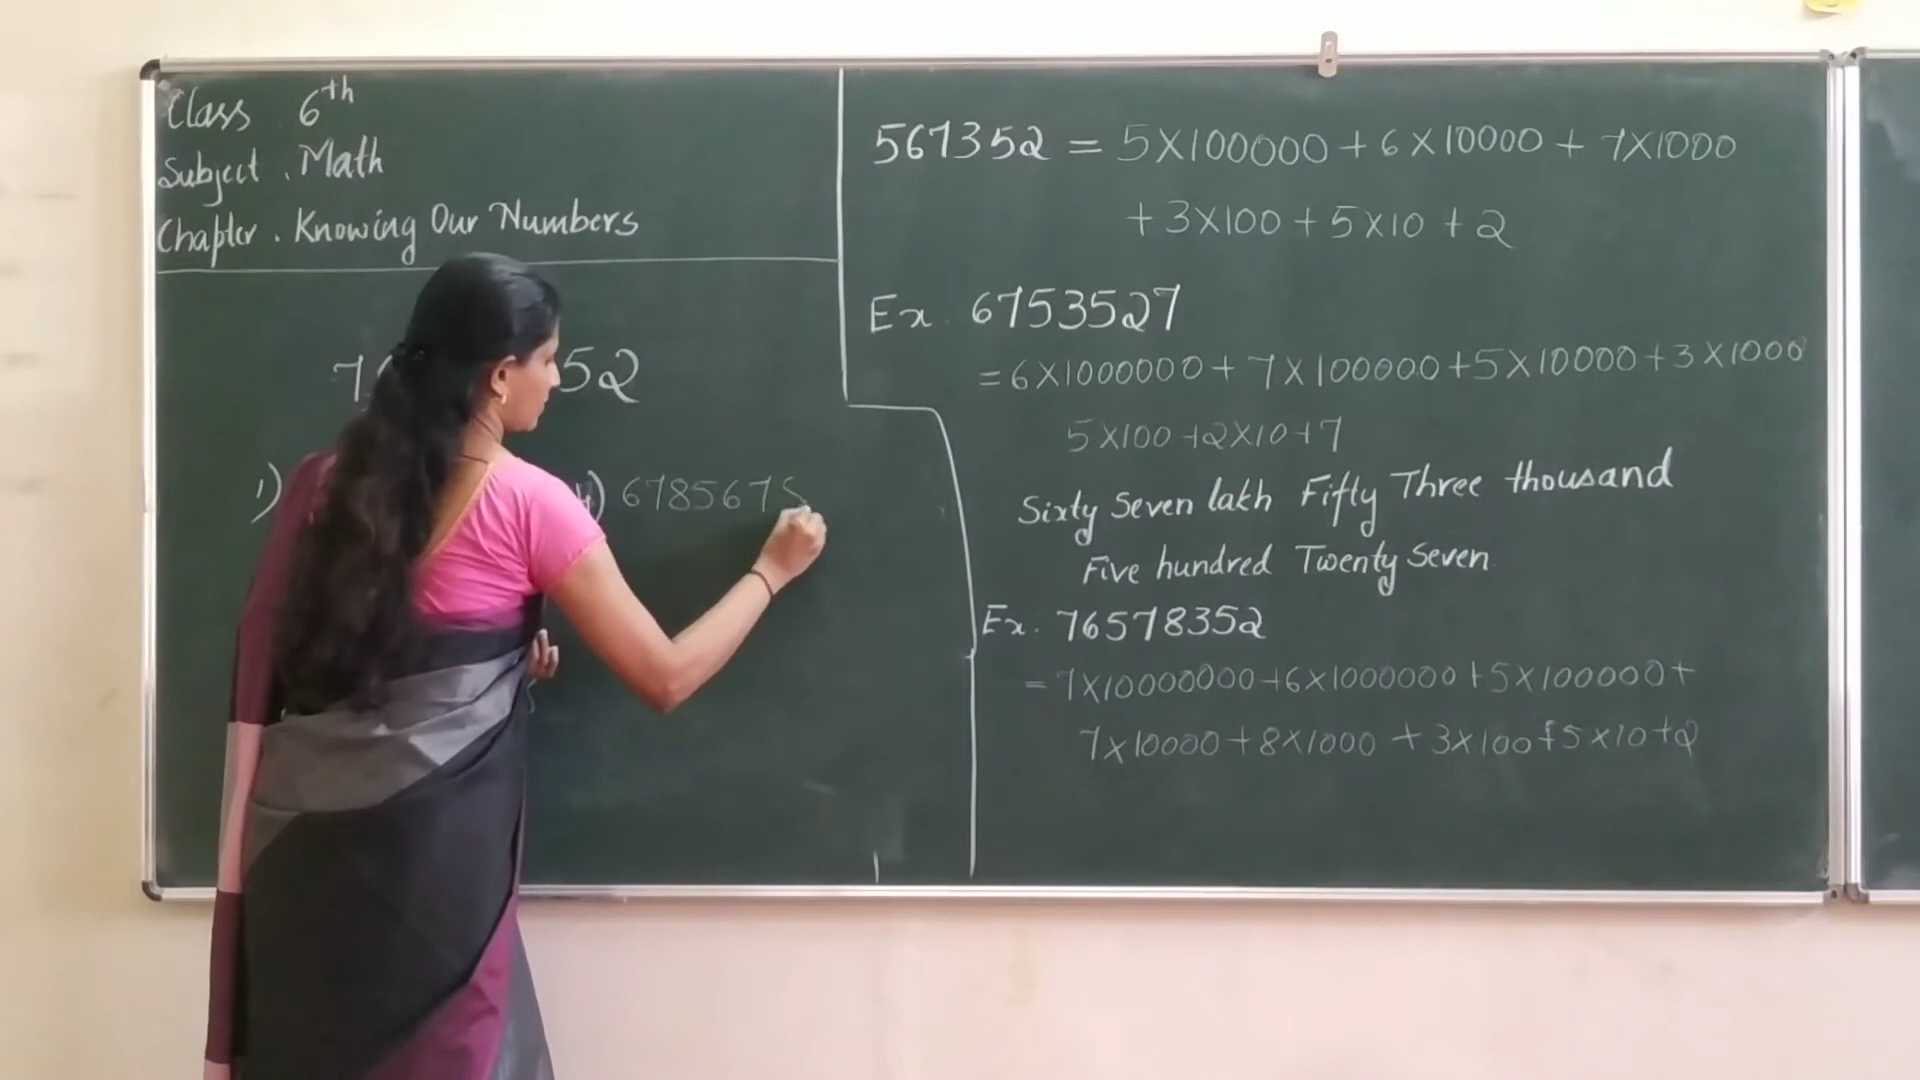 Class 6th
Subject . Math
Chapter . Knowing Our Numbers
52
1)
) 6785675
567352 = 5X100000 + 6X10000 + 7X1000
+ 3X100 + 5X10 + 2
Ex. 6753527
= 6X1000000 + 7X100000 + 5X10000 + 3X1000
5X100 + 2X10 + 7
Sixty Seven lakh Fifty Three thousand
Five hundred Twenty Seven
Ex. 76578352
= 7X10000000 + 6X1000000 + 5X100000 +
7X10000 + 8X1000 + 3X100 + 5X10 + 2